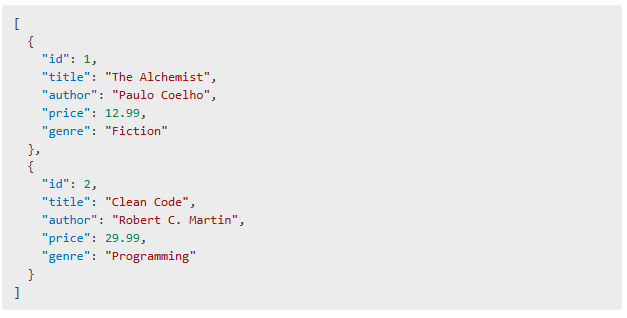 [
  {
    "id": 1,
    "title": "The Alchemist",
    "author": "Paulo Coelho",
    "price": 12.99,
    "genre": "Fiction"
  },
  {
    "id": 2,
    "title": "Clean Code",
    "author": "Robert C. Martin",
    "price": 29.99,
    "genre": "Programming"
  }
]